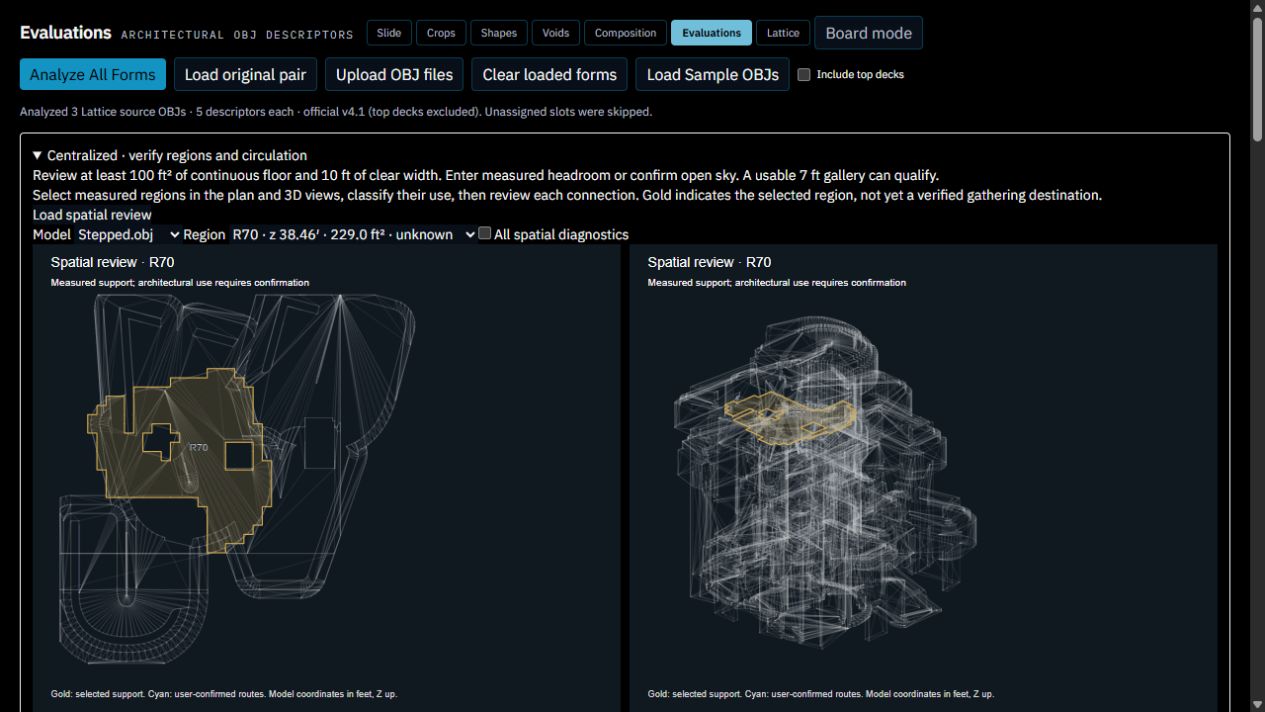 Evaluations ARCHITECTURAL OBJ DESCRIPTORS Slide Crops Shapes Voids Composition Evaluations Lattice Board mode
Analyze All Forms Load original pair Upload OBJ files Clear loaded forms Load Sample OBJs Include top decks
Analyzed 3 Lattice source OBJs · 5 descriptors each · official v4.1 (top decks excluded). Unassigned slots were skipped.
▼ Centralized · verify regions and circulation
Review at least 100 ft² of continuous floor and 10 ft of clear width. Enter measured headroom or confirm open sky. A usable 7 ft gallery can qualify.
Select measured regions in the plan and 3D views, classify their use, then review each connection. Gold indicates the selected region, not yet a verified gathering destination.
Load spatial review
Model Stepped.obj Region R70 · z 38.46′ · 229.0 ft² · unknown All spatial diagnostics
Spatial review · R70
Measured support; architectural use requires confirmation
R70
Gold: selected support. Cyan: user-confirmed routes. Model coordinates in feet, Z up.
Spatial review · R70
Measured support; architectural use requires confirmation
Gold: selected support. Cyan: user-confirmed routes. Model coordinates in feet, Z up.